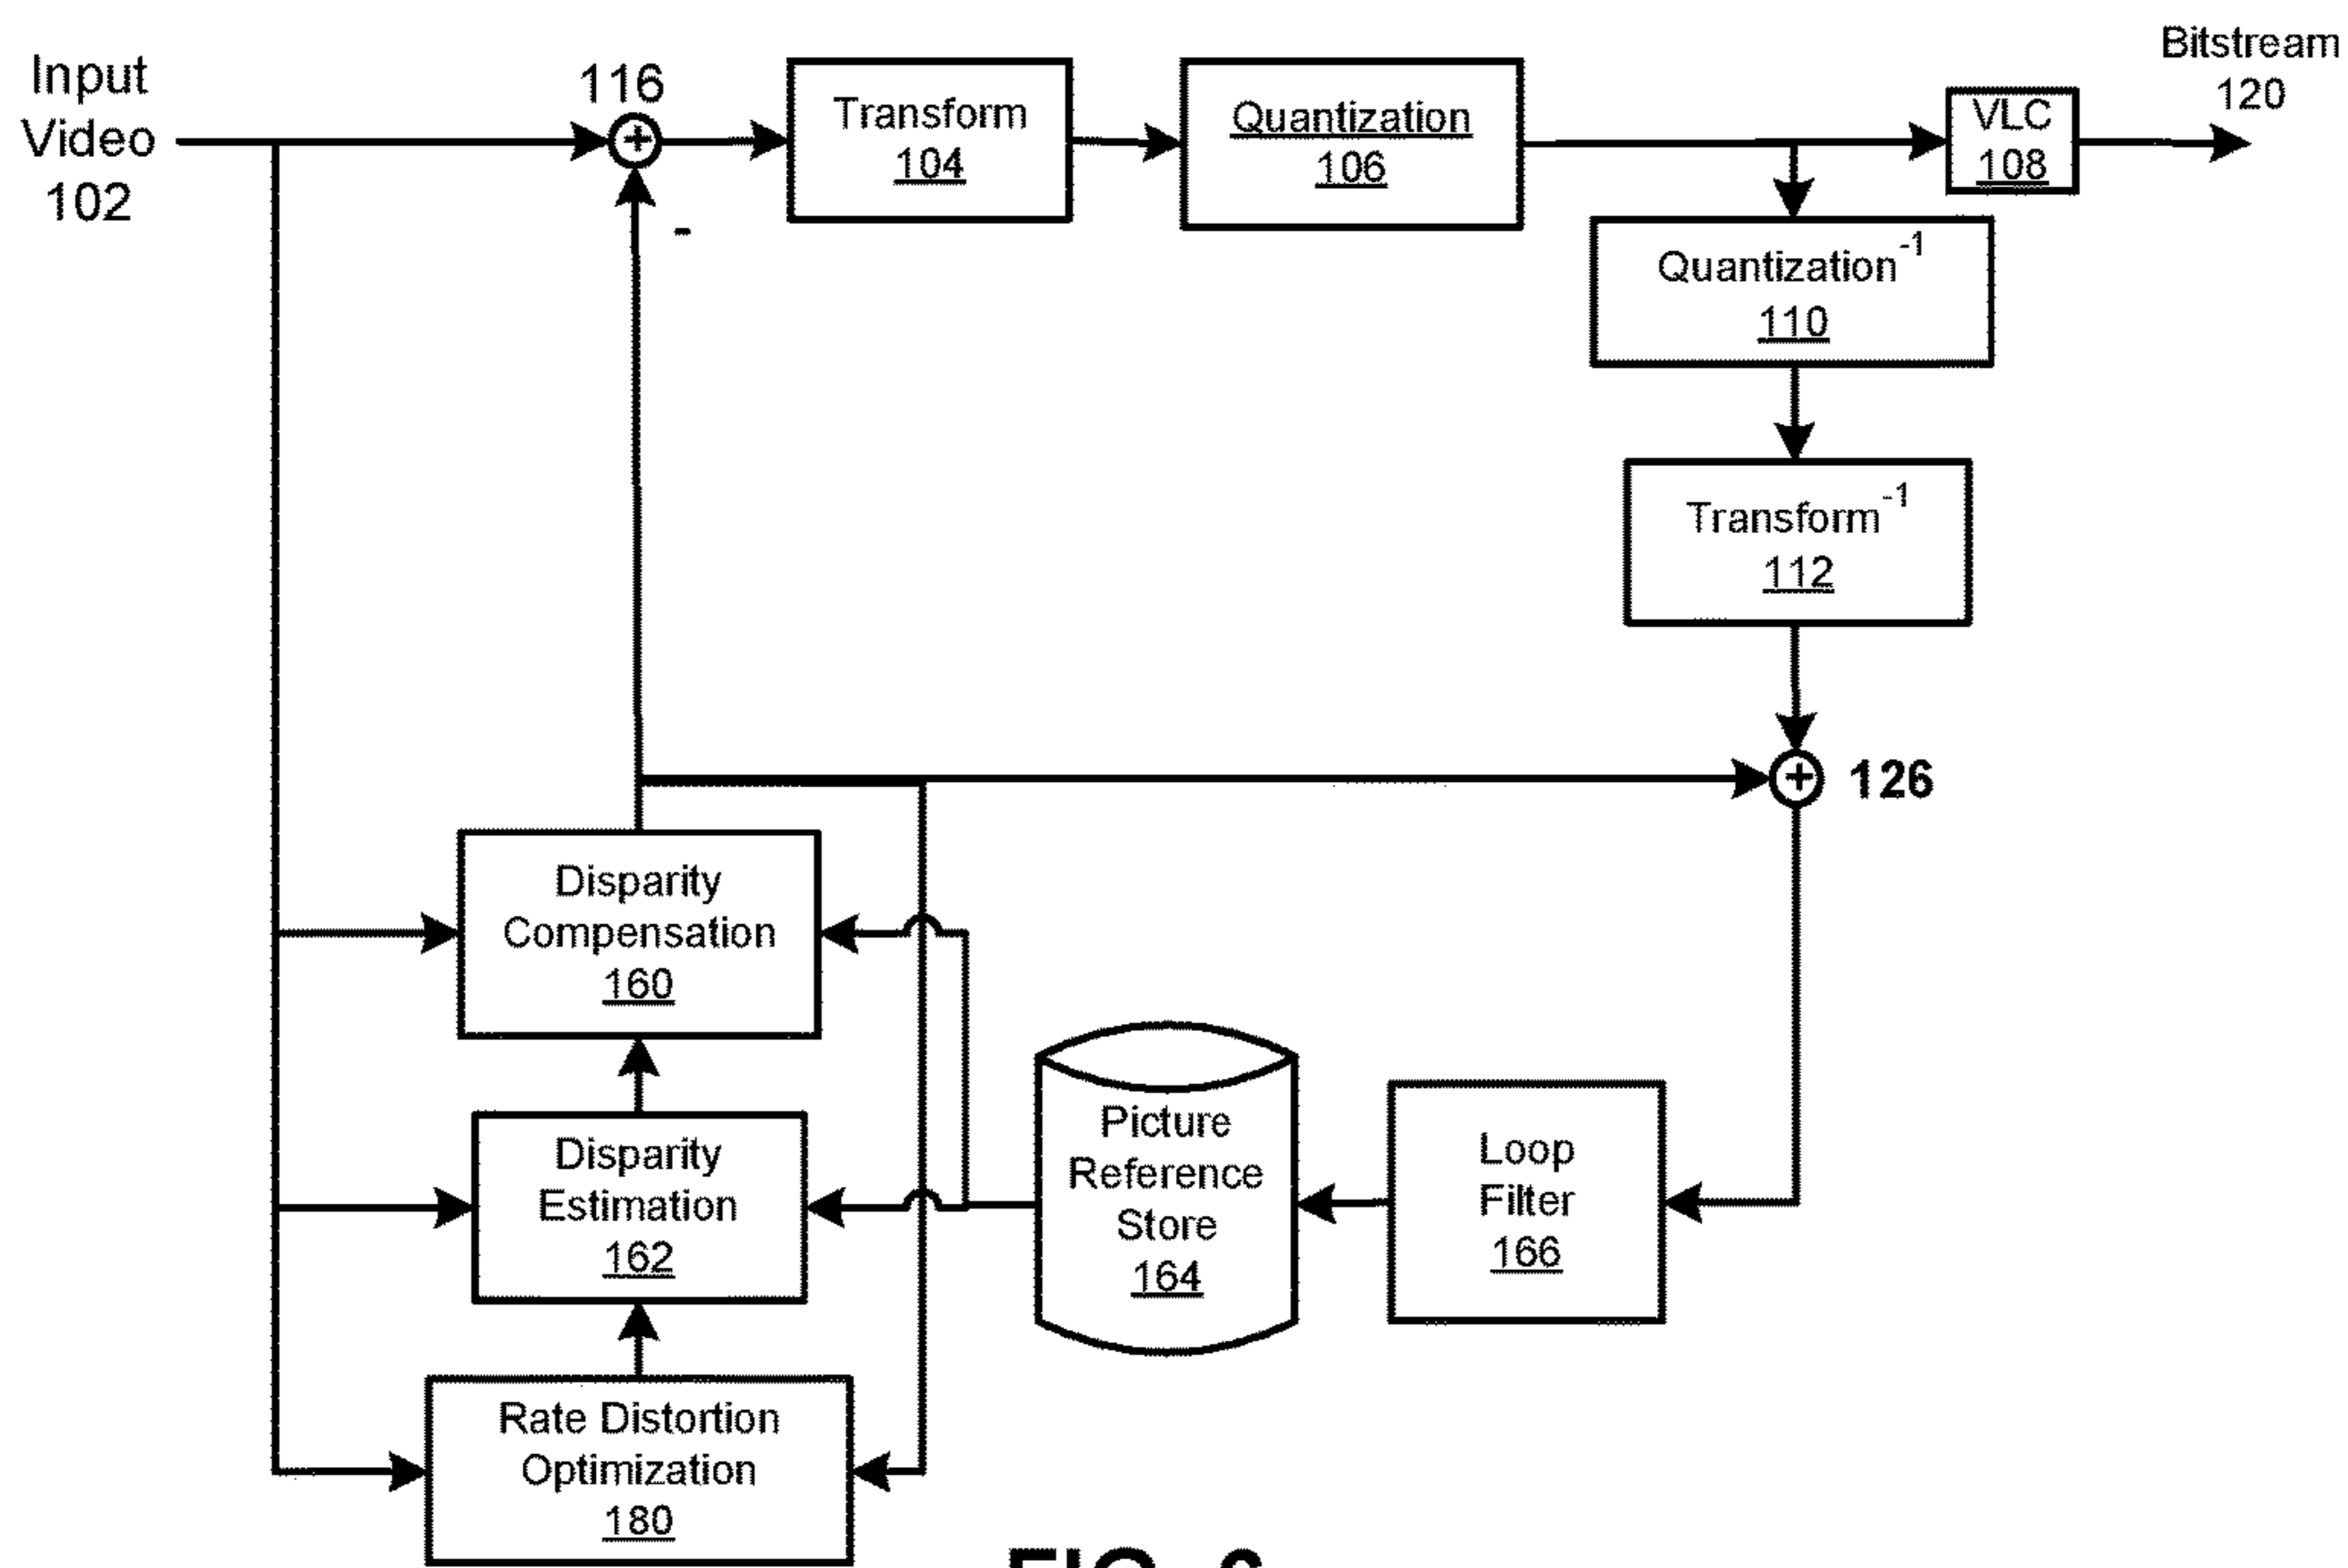 Input
Video
102
116
+
-
Transform
104
Quantization
106
VLC
108
Bitstream
120
Quantization-1
110
Transform-1
112
+
126
Disparity
Compensation
160
Disparity
Estimation
162
Picture
Reference
Store
164
Loop
Filter
166
Rate Distortion
Optimization
180